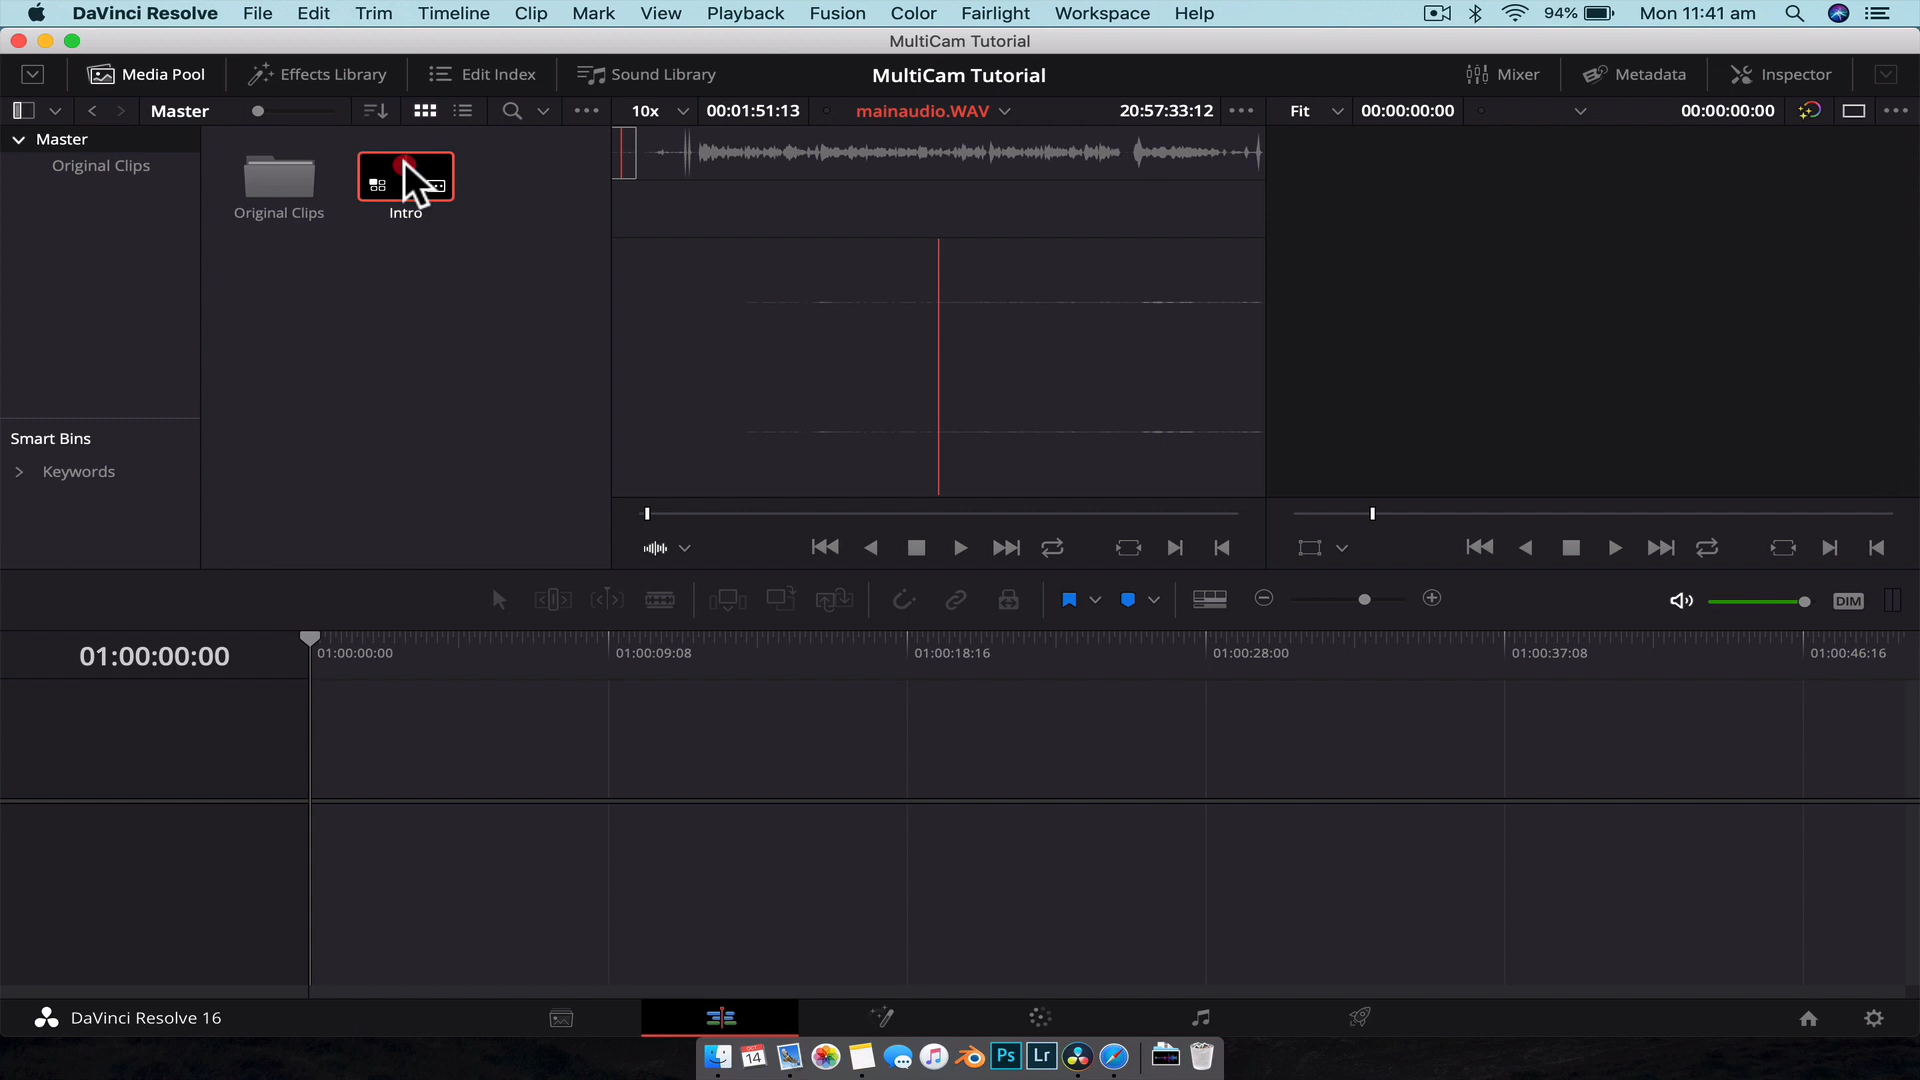 DaVinci Resolve File Edit Trim Timeline Clip Mark View Playback Fusion Color Fairlight Workspace Help 94% Mon 11:41 am
MultiCam Tutorial
Media Pool Effects Library Edit Index Sound Library MultiCam Tutorial Mixer Metadata Inspector
Master 10x 00:01:51:13 mainaudio.WAV 20:57:33:12 Fit 00:00:00:00 00:00:00:00
Master
Original Clips
Original Clips
Intro
Smart Bins
Keywords
DIM
01:00:00:00
01:00:00:00 01:00:09:08 01:00:18:16 01:00:28:00 01:00:37:08 01:00:46:16
DaVinci Resolve 16
OCT
14
Ps
Lr